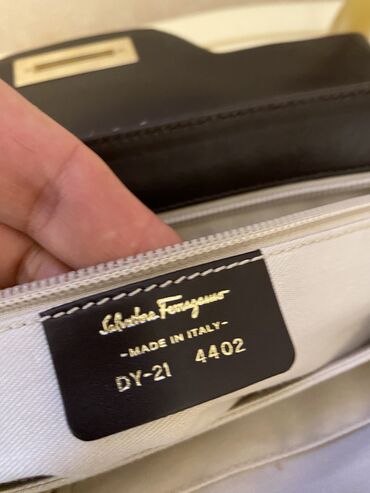 Salvatore Ferragamo
-MADE IN ITALY-
DY-21 4402